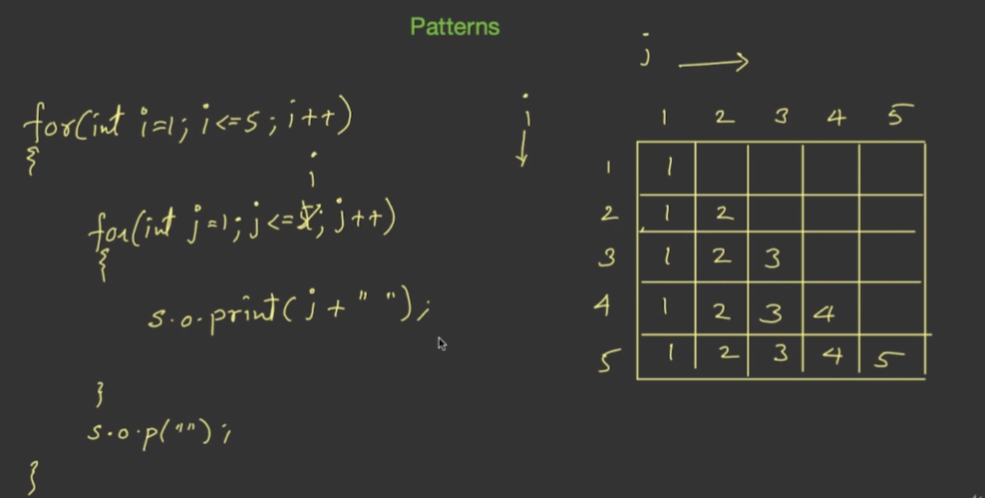 Patterns
j →
for(int i=1; i<=5; i++)
{
i
for(int j=1; j<=; j++)
{
s.o.print( j + " ");
}
s.o.p("");
}
i ↓
1 2 3 4 5
1 1
2 1 2
3 1 2 3
4 1 2 3 4
5 1 2 3 4 5